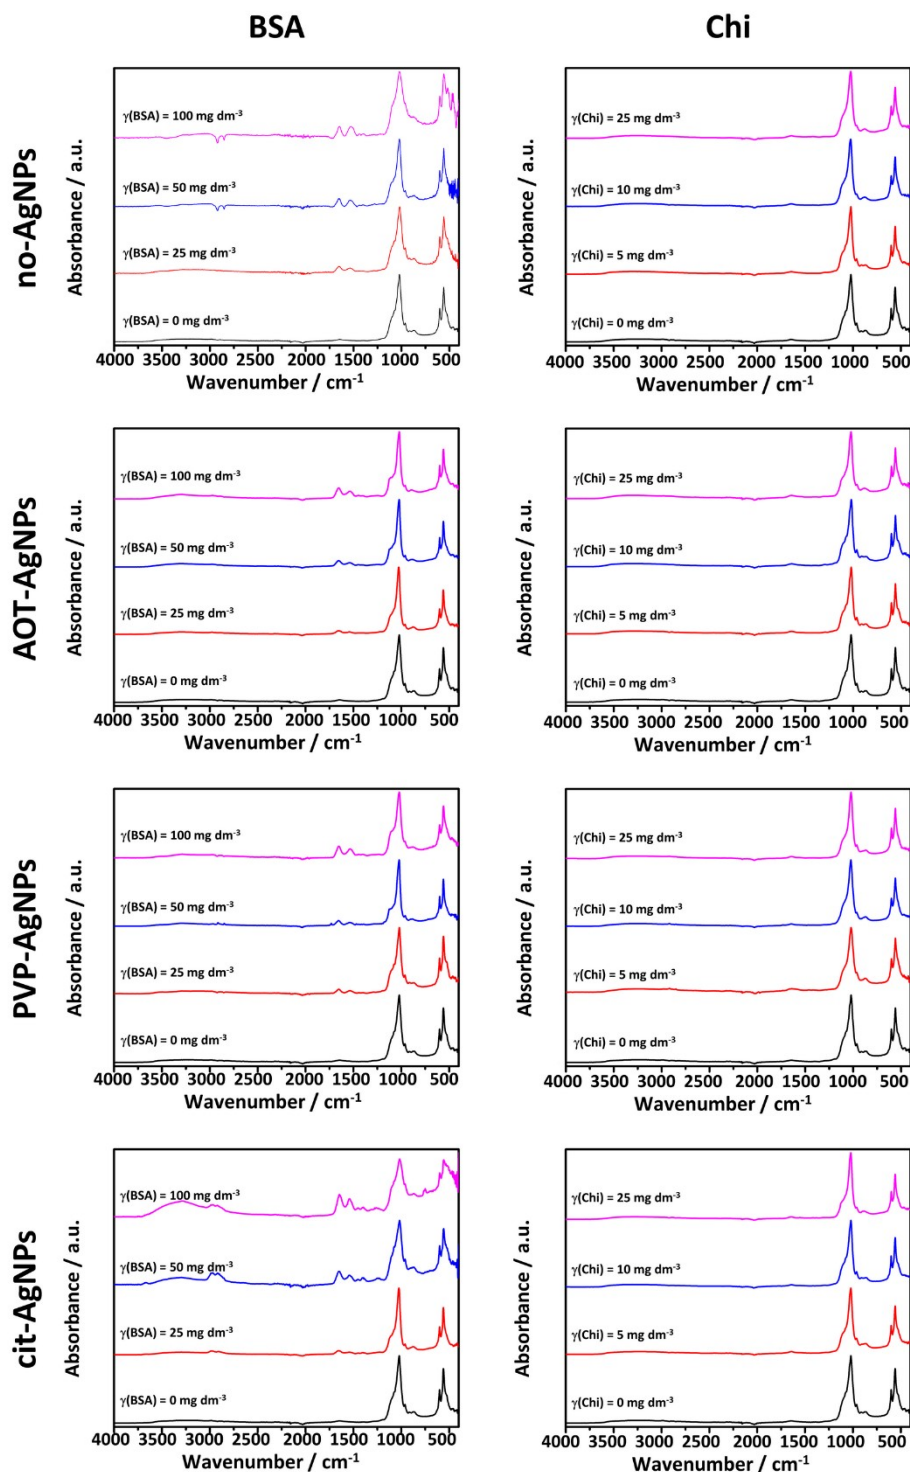 BSA Chi
no-AgNPs
Absorbance / a.u.
γ(BSA) = 100 mg dm-3
γ(BSA) = 50 mg dm-3
γ(BSA) = 25 mg dm-3
γ(BSA) = 0 mg dm-3
4000 3500 3000 2500 2000 1500 1000 500
Wavenumber / cm-1
Absorbance / a.u.
γ(Chi) = 25 mg dm-3
γ(Chi) = 10 mg dm-3
γ(Chi) = 5 mg dm-3
γ(Chi) = 0 mg dm-3
4000 3500 3000 2500 2000 1500 1000 500
Wavenumber / cm-1
AOT-AgNPs
Absorbance / a.u.
γ(BSA) = 100 mg dm-3
γ(BSA) = 50 mg dm-3
γ(BSA) = 25 mg dm-3
γ(BSA) = 0 mg dm-3
4000 3500 3000 2500 2000 1500 1000 500
Wavenumber / cm-1
Absorbance / a.u.
γ(Chi) = 25 mg dm-3
γ(Chi) = 10 mg dm-3
γ(Chi) = 5 mg dm-3
γ(Chi) = 0 mg dm-3
4000 3500 3000 2500 2000 1500 1000 500
Wavenumber / cm-1
PVP-AgNPs
Absorbance / a.u.
γ(BSA) = 100 mg dm-3
γ(BSA) = 50 mg dm-3
γ(BSA) = 25 mg dm-3
γ(BSA) = 0 mg dm-3
4000 3500 3000 2500 2000 1500 1000 500
Wavenumber / cm-1
Absorbance / a.u.
γ(Chi) = 25 mg dm-3
γ(Chi) = 10 mg dm-3
γ(Chi) = 5 mg dm-3
γ(Chi) = 0 mg dm-3
4000 3500 3000 2500 2000 1500 1000 500
Wavenumber / cm-1
cit-AgNPs
Absorbance / a.u.
γ(BSA) = 100 mg dm-3
γ(BSA) = 50 mg dm-3
γ(BSA) = 25 mg dm-3
γ(BSA) = 0 mg dm-3
4000 3500 3000 2500 2000 1500 1000 500
Wavenumber / cm-1
Absorbance / a.u.
γ(Chi) = 25 mg dm-3
γ(Chi) = 10 mg dm-3
γ(Chi) = 5 mg dm-3
γ(Chi) = 0 mg dm-3
4000 3500 3000 2500 2000 1500 1000 500
Wavenumber / cm-1